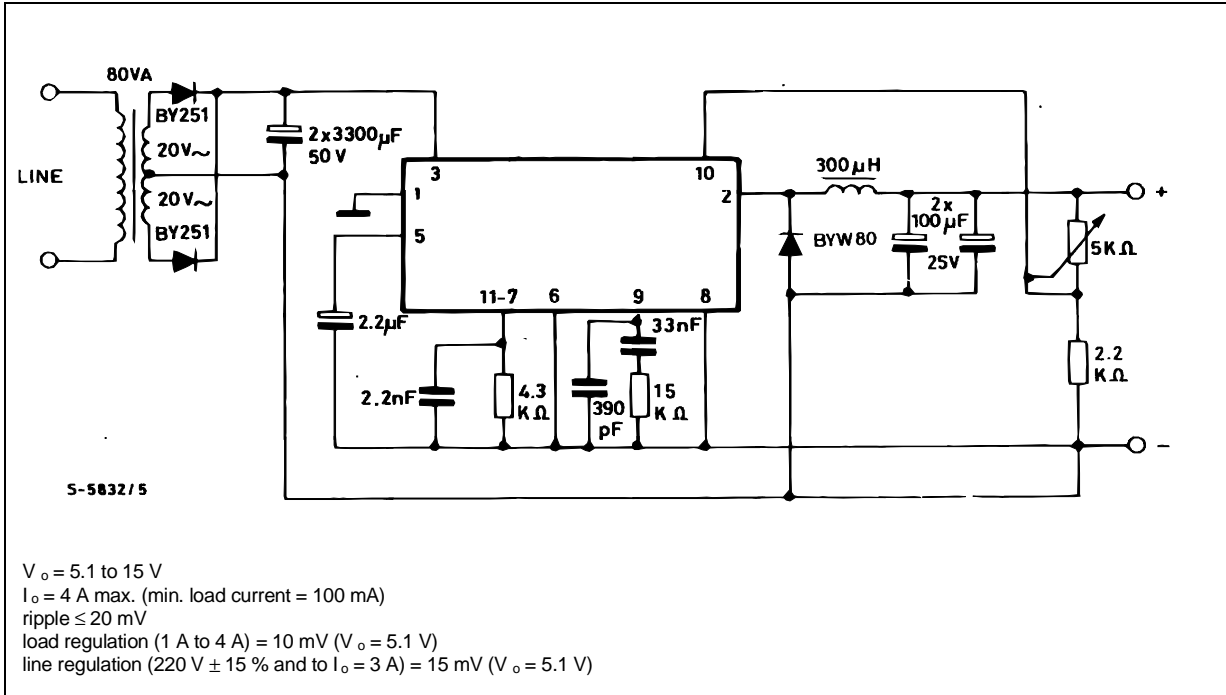 80VA
BY251
20V~
LINE
20V~
BY251
2x3300µF
50V
3
10
1
2
5
11-7
6
9
8
300µH
2x
100µF
25V
BYW80
+
5KΩ
2.2µF
2.2nF
4.3
KΩ
390
pF
33nF
15
KΩ
2.2
KΩ
-
S-5832/5
V o = 5.1 to 15 V
I o = 4 A max. (min. load current = 100 mA)
ripple ≤ 20 mV
load regulation (1 A to 4 A) = 10 mV (V o = 5.1 V)
line regulation (220 V ± 15 % and to I o = 3 A) = 15 mV (V o = 5.1 V)